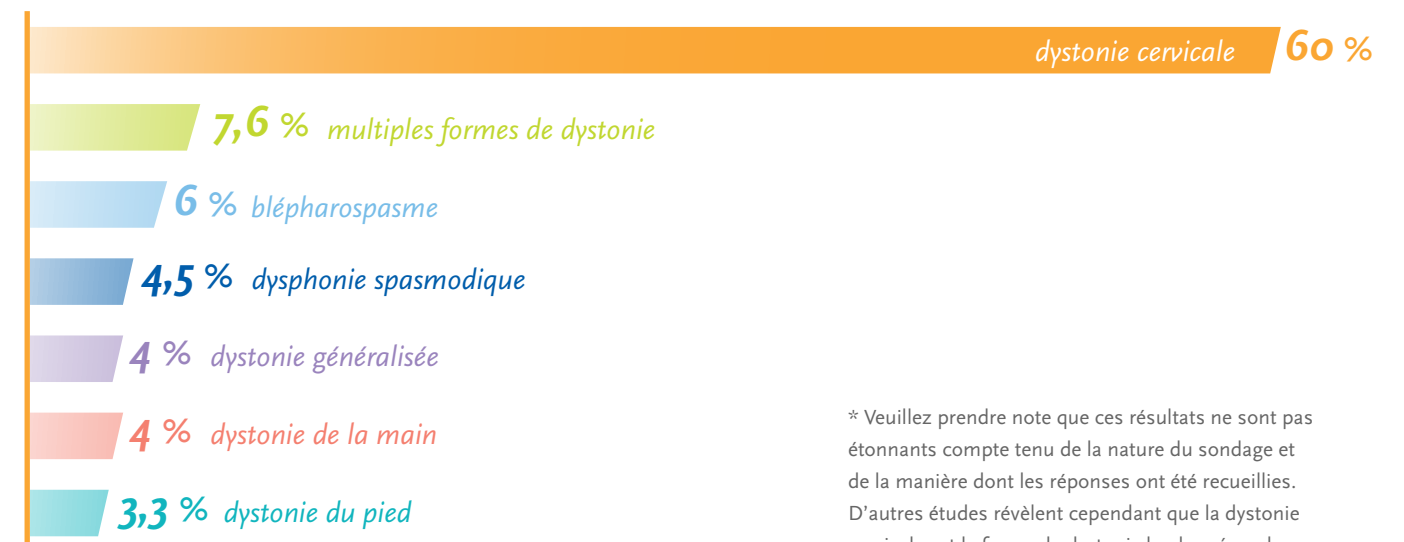 dystonie cervicale 60 %
7,6 % multiples formes de dystonie
6 % blépharospasme
4,5 % dysphonie spasmodique
4 % dystonie généralisée
4 % dystonie de la main
3,3 % dystonie du pied
* Veuillez prendre note que ces résultats ne sont pas
étonnants compte tenu de la nature du sondage et
de la manière dont les réponses ont été recueillies.
D’autres études révèlent cependant que la dystonie